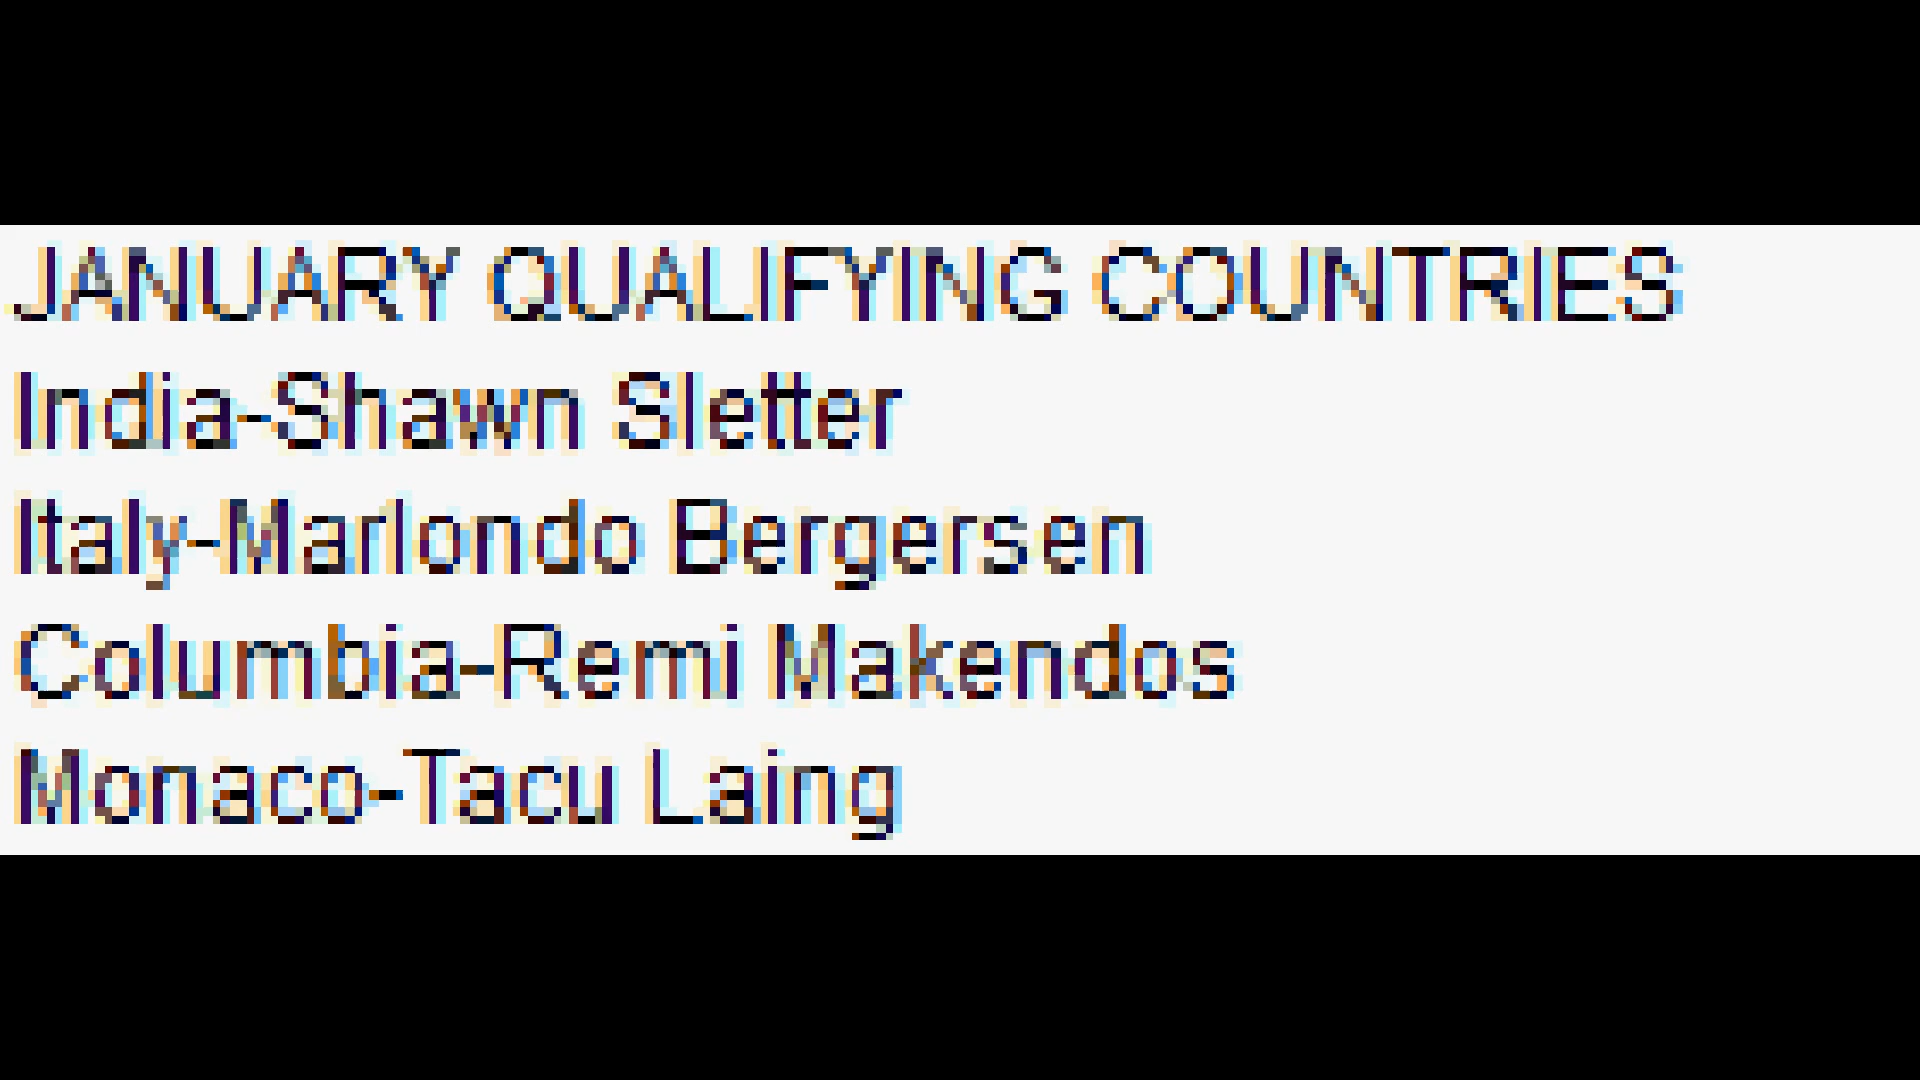 JANUARY QUALIFYING COUNTRIES
India-Shawn Sletter
Italy-Marlondo Bergersen
Columbia-Remi Makendos
Monaco-Tacu Laing